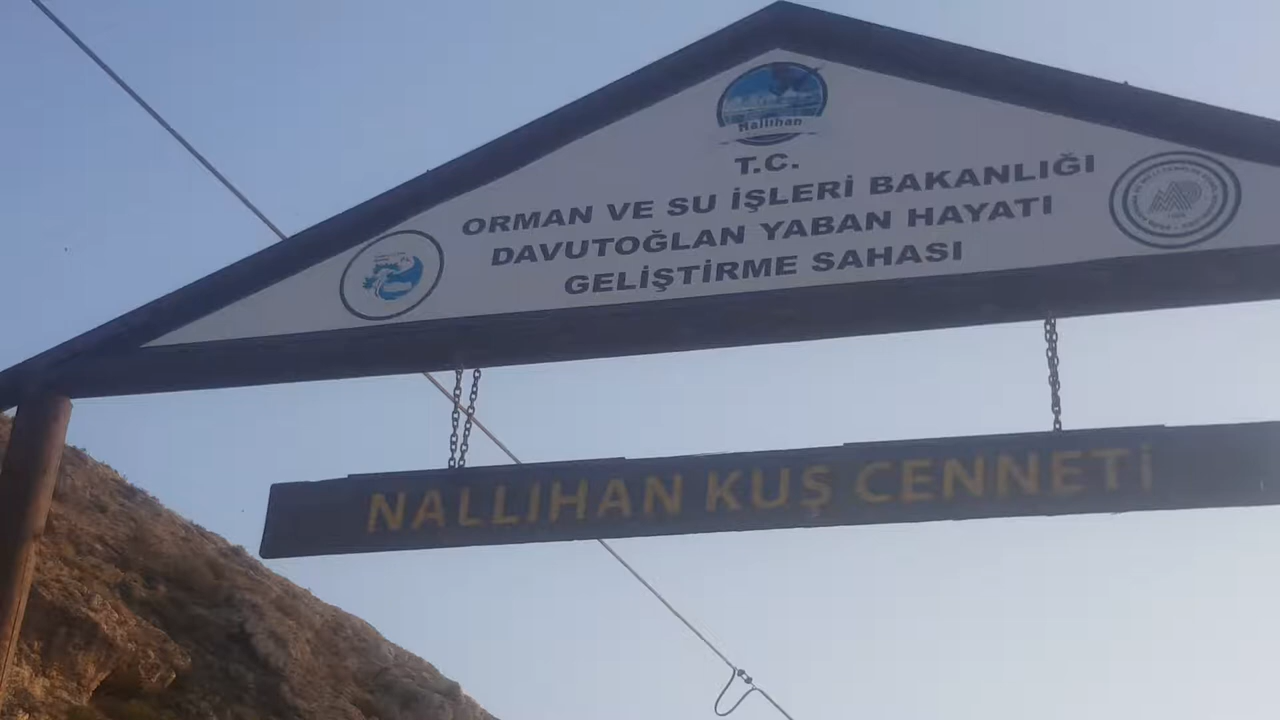 Nallıhan
T.C.
ORMAN VE SU İŞLERİ BAKANLIĞI
DAVUTOĞLAN YABAN HAYATI
GELİŞTİRME SAHASI
NALLIHAN KUŞ CENNETİ